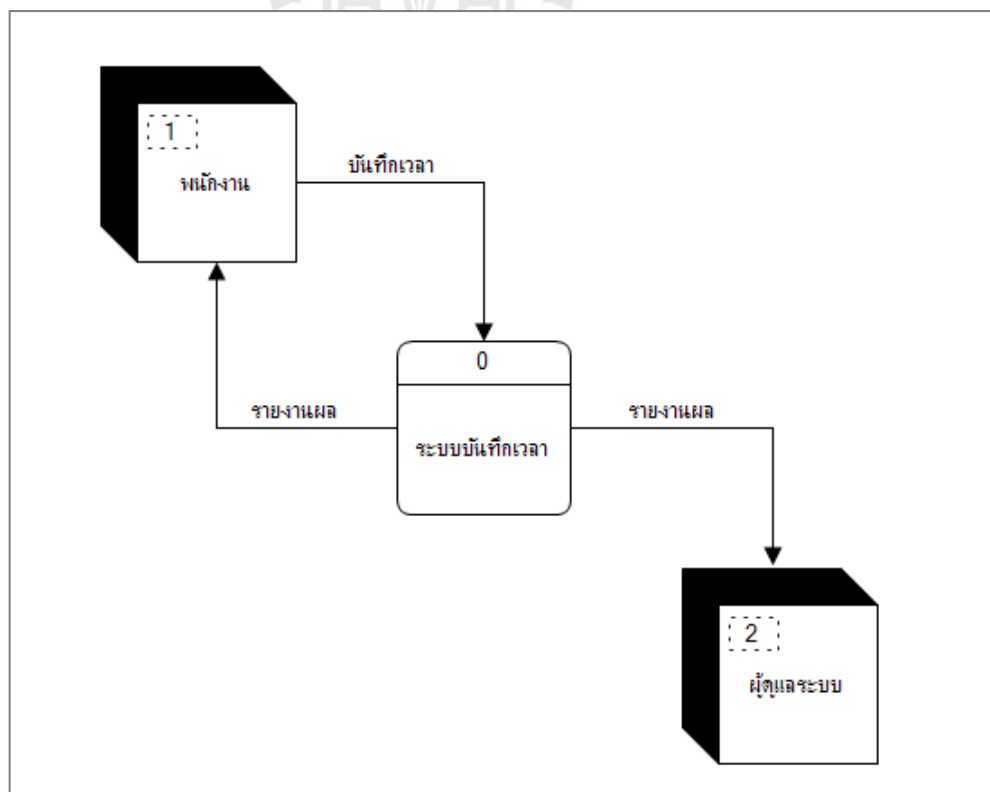 1
พนักงาน
บันทึกเวลา
0
รายงานผล
รายงานผล
ระบบบันทึกเวลา
2
ผู้ดูแลระบบ